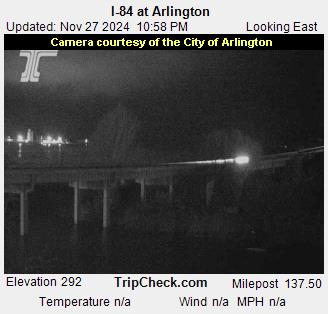 I-84 at Arlington
Updated: Nov 27 2024 10:58 PM Looking East
Camera courtesy of the City of Arlington
Elevation 292 TripCheck.com Milepost 137.50
Temperature n/a Wind n/a MPH n/a